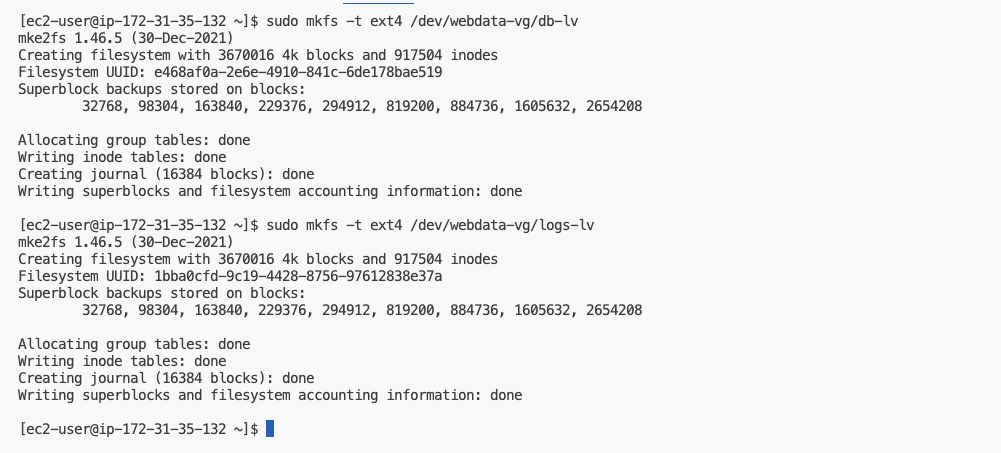 [ec2-user@ip-172-31-35-132 ~]$ sudo mkfs -t ext4 /dev/webdata-vg/db-lv
mke2fs 1.46.5 (30-Dec-2021)
Creating filesystem with 3670016 4k blocks and 917504 inodes
Filesystem UUID: e468af0a-2e6e-4910-841c-6de178bae519
Superblock backups stored on blocks:
        32768, 98304, 163840, 229376, 294912, 819200, 884736, 1605632, 2654208

Allocating group tables: done
Writing inode tables: done
Creating journal (16384 blocks): done
Writing superblocks and filesystem accounting information: done

[ec2-user@ip-172-31-35-132 ~]$ sudo mkfs -t ext4 /dev/webdata-vg/logs-lv
mke2fs 1.46.5 (30-Dec-2021)
Creating filesystem with 3670016 4k blocks and 917504 inodes
Filesystem UUID: 1bba0cfd-9c19-4428-8756-97612838e37a
Superblock backups stored on blocks:
        32768, 98304, 163840, 229376, 294912, 819200, 884736, 1605632, 2654208

Allocating group tables: done
Writing inode tables: done
Creating journal (16384 blocks): done
Writing superblocks and filesystem accounting information: done

[ec2-user@ip-172-31-35-132 ~]$